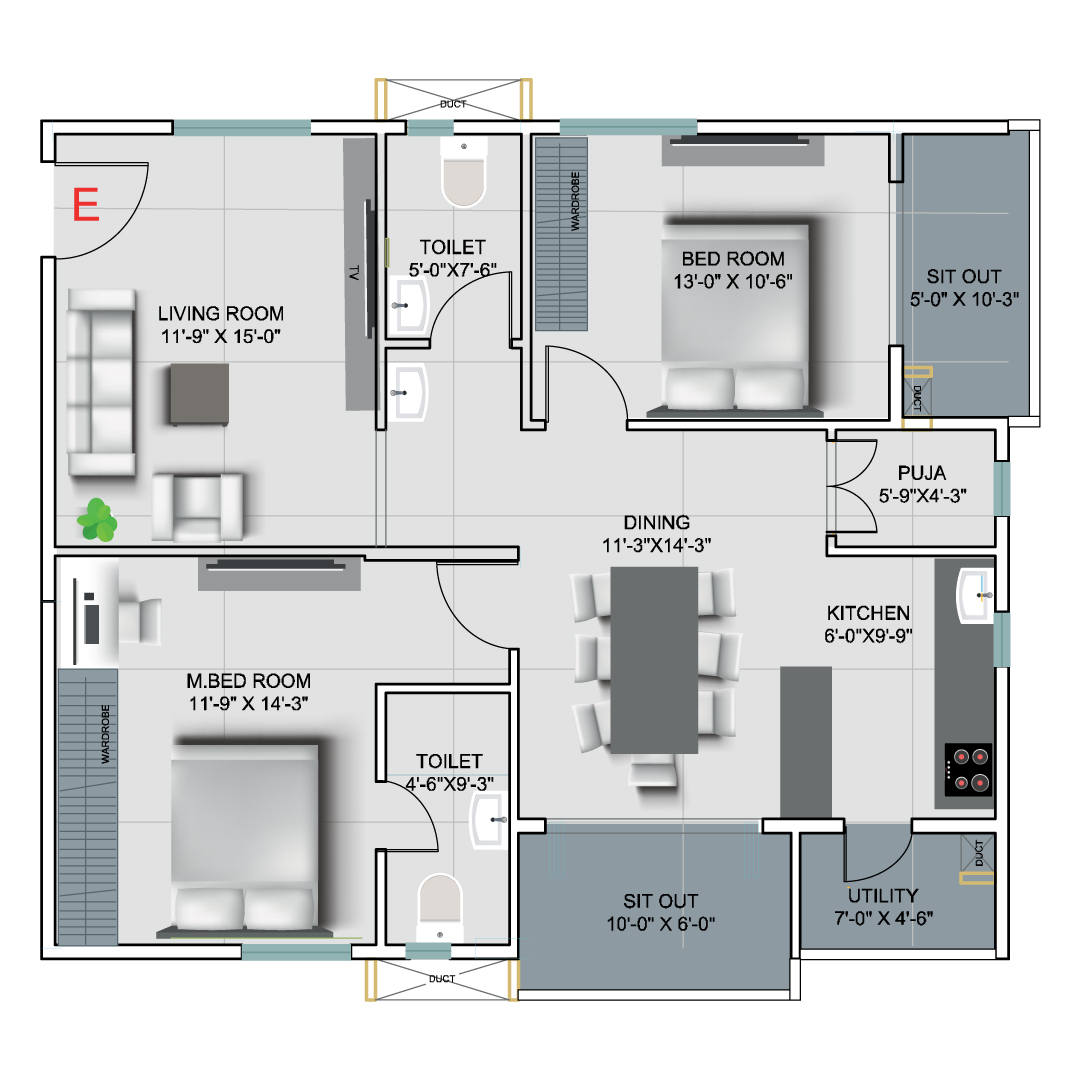 DUCT
E
LIVING ROOM
11'-9" X 15'-0"
TV
TOILET
5'-0"X7'-6"
WARDROBE
BED ROOM
13'-0" X 10'-6"
SIT OUT
5'-0" X 10'-3"
DUCT
PUJA
5'-9"X4'-3"
DINING
11'-3"X14'-3"
KITCHEN
6'-0"X9'-9"
M.BED ROOM
11'-9" X 14'-3"
WARDROBE
TOILET
4'-6"X9'-3"
SIT OUT
10'-0" X 6'-0"
DUCT
UTILITY
7'-0" X 4'-6"
DUCT